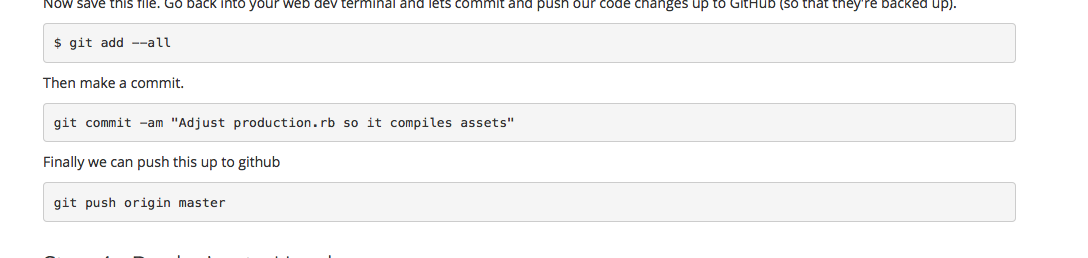 Now save this file. Go back into your web dev terminal and lets commit and push our code changes up to GitHub (so that they're backed up).
$ git add --all
Then make a commit.
git commit -am "Adjust production.rb so it compiles assets"
Finally we can push this up to github
git push origin master